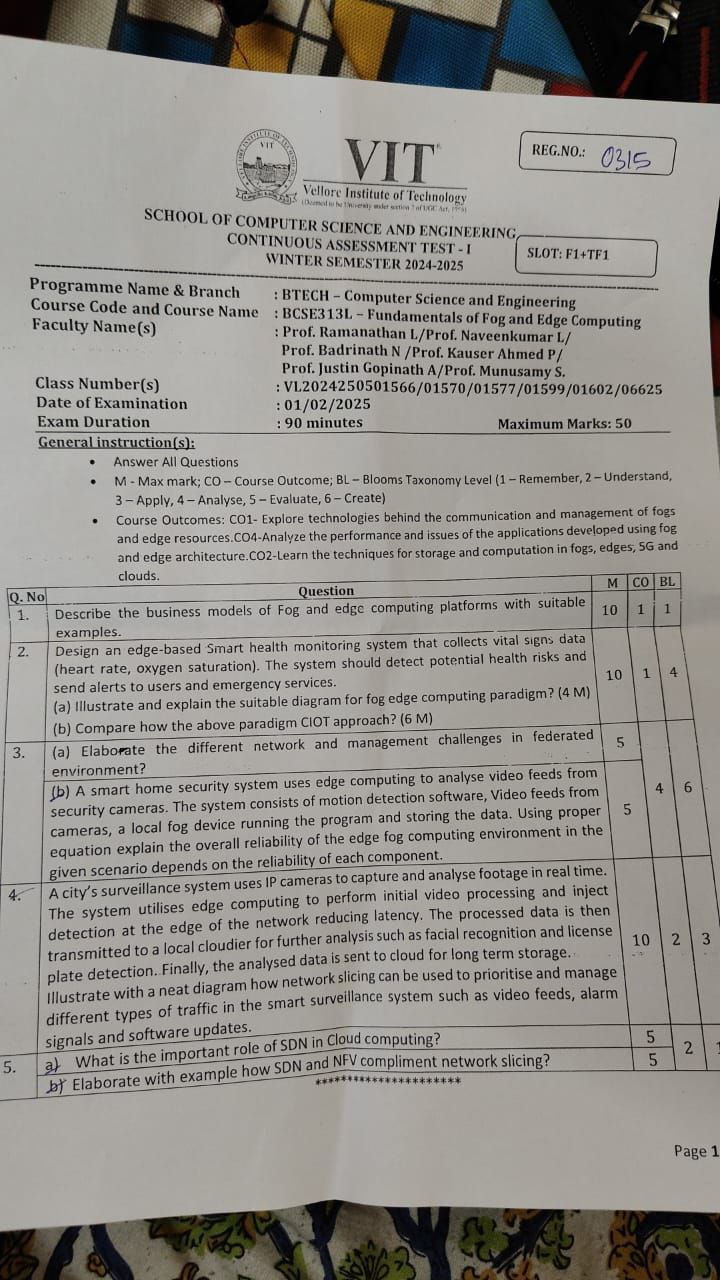 VIT
REG.NO.: 0315
Vellore Institute of Technology
(Deemed to be University under section 3 of UGC Act, 1956)
SCHOOL OF COMPUTER SCIENCE AND ENGINEERING
CONTINUOUS ASSESSMENT TEST - I
WINTER SEMESTER 2024-2025
SLOT: F1+TF1
Programme Name & Branch : BTECH – Computer Science and Engineering
Course Code and Course Name : BCSE313L – Fundamentals of Fog and Edge Computing
Faculty Name(s) : Prof. Ramanathan L/Prof. Naveenkumar L/
Prof. Badrinath N /Prof. Kauser Ahmed P/
Prof. Justin Gopinath A/Prof. Munusamy S.
Class Number(s) : VL2024250501566/01570/01577/01599/01602/06625
Date of Examination : 01/02/2025
Exam Duration : 90 minutes Maximum Marks: 50
General instruction(s):
• Answer All Questions
• M - Max mark; CO – Course Outcome; BL – Blooms Taxonomy Level (1 – Remember, 2 – Understand,
3 – Apply, 4 – Analyse, 5 – Evaluate, 6 – Create)
• Course Outcomes: CO1- Explore technologies behind the communication and management of fogs
and edge resources.CO4-Analyze the performance and issues of the applications developed using fog
and edge architecture.CO2-Learn the techniques for storage and computation in fogs, edges, 5G and
clouds.
Q. No Question M CO BL
1. Describe the business models of Fog and edge computing platforms with suitable 10 1 1
examples.
2. Design an edge-based Smart health monitoring system that collects vital signs data
(heart rate, oxygen saturation). The system should detect potential health risks and
send alerts to users and emergency services. 10 1 4
(a) Illustrate and explain the suitable diagram for fog edge computing paradigm? (4 M)
(b) Compare how the above paradigm CIOT approach? (6 M)
3. (a) Elaborate the different network and management challenges in federated 5
environment?
(b) A smart home security system uses edge computing to analyse video feeds from 4 6
security cameras. The system consists of motion detection software, Video feeds from
cameras, a local fog device running the program and storing the data. Using proper 5
equation explain the overall reliability of the edge fog computing environment in the
given scenario depends on the reliability of each component.
4. A city's surveillance system uses IP cameras to capture and analyse footage in real time.
The system utilises edge computing to perform initial video processing and inject
detection at the edge of the network reducing latency. The processed data is then
transmitted to a local cloudier for further analysis such as facial recognition and license 10 2 3
plate detection. Finally, the analysed data is sent to cloud for long term storage.
Illustrate with a neat diagram how network slicing can be used to prioritise and manage
different types of traffic in the smart surveillance system such as video feeds, alarm
signals and software updates.
5. a) What is the important role of SDN in Cloud computing? 5 2
b) Elaborate with example how SDN and NFV compliment network slicing? 5
**********************
Page 1